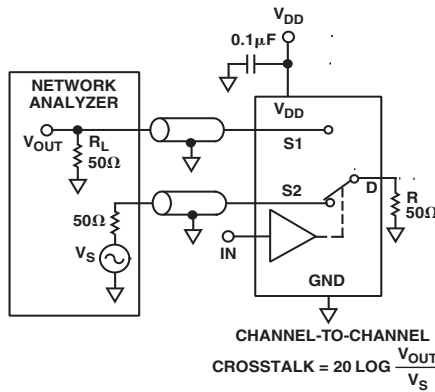 VDD
0.1µF
NETWORK
ANALYZER
VDD
VOUT
RL
50Ω
S1
S2
D
R
50Ω
50Ω
VS
IN
GND
CHANNEL-TO-CHANNEL
CROSSTALK = 20 LOG VOUT
VS